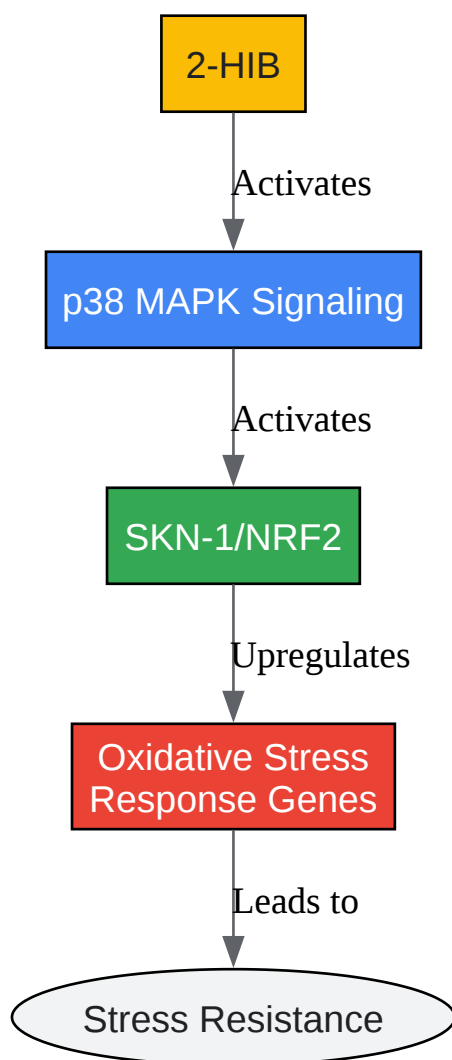 2-HIB
Activates
p38 MAPK Signaling
Activates
SKN-1/NRF2
Upregulates
Oxidative Stress
Response Genes
Leads to
Stress Resistance